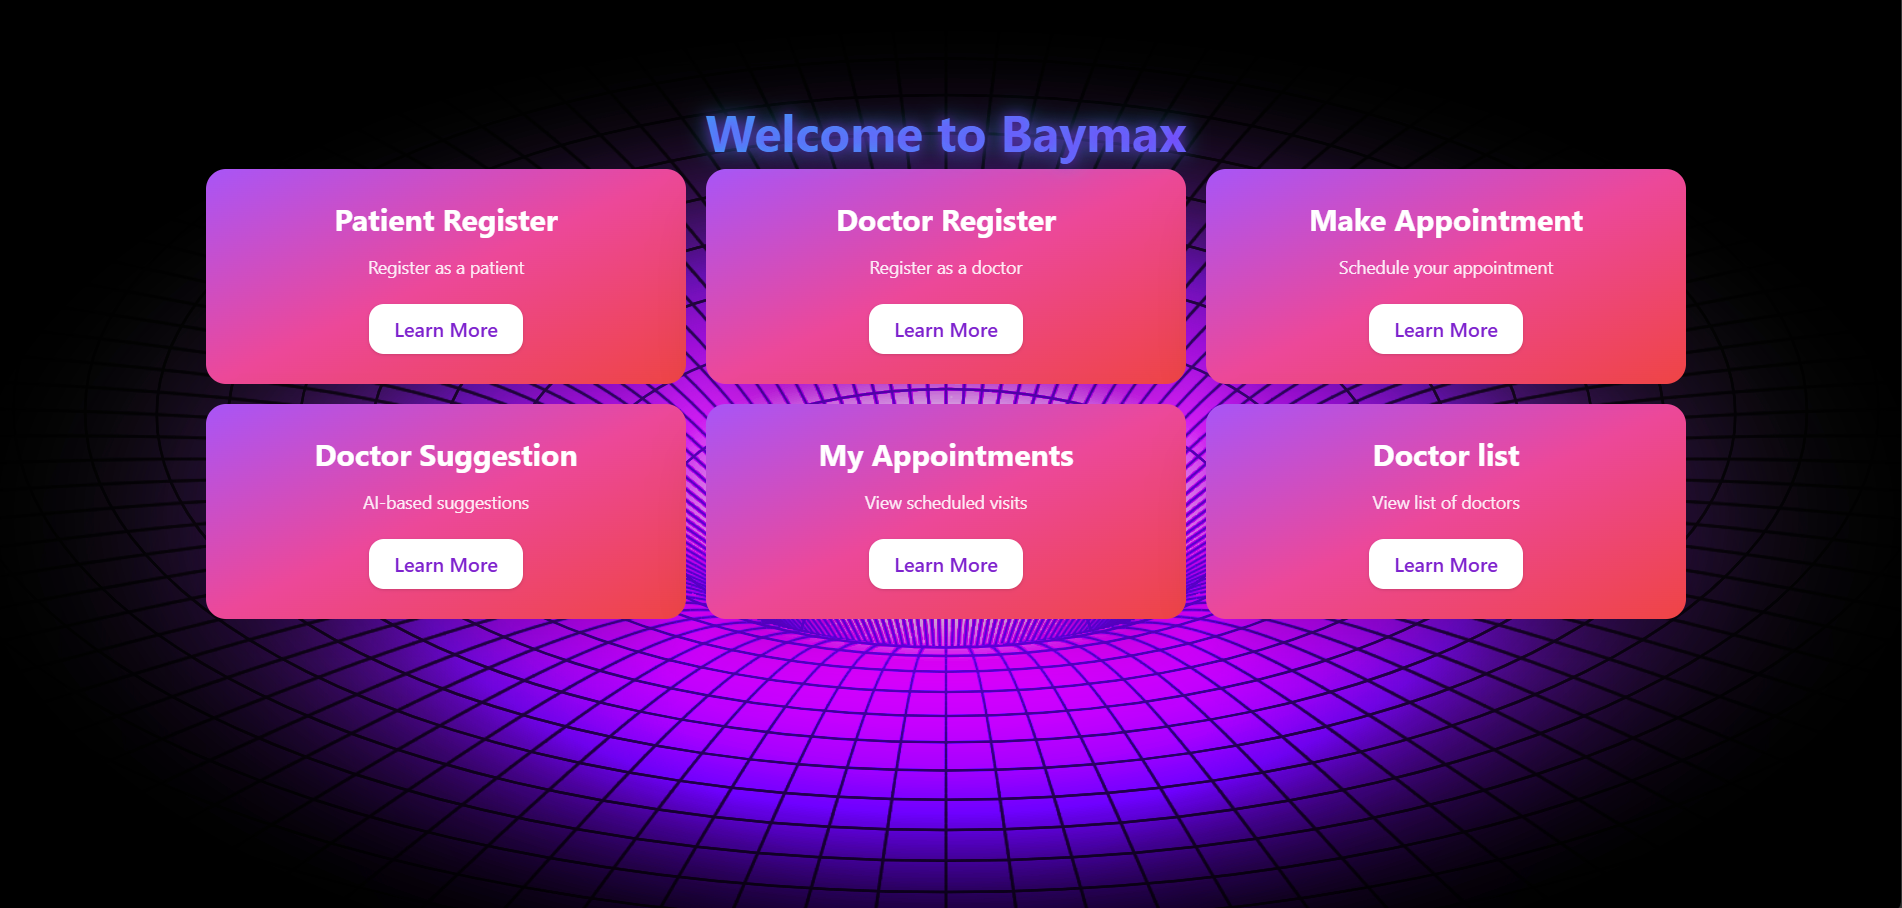 Welcome to Baymax
Patient Register
Register as a patient
Learn More
Doctor Register
Register as a doctor
Learn More
Make Appointment
Schedule your appointment
Learn More
Doctor Suggestion
AI-based suggestions
Learn More
My Appointments
View scheduled visits
Learn More
Doctor list
View list of doctors
Learn More